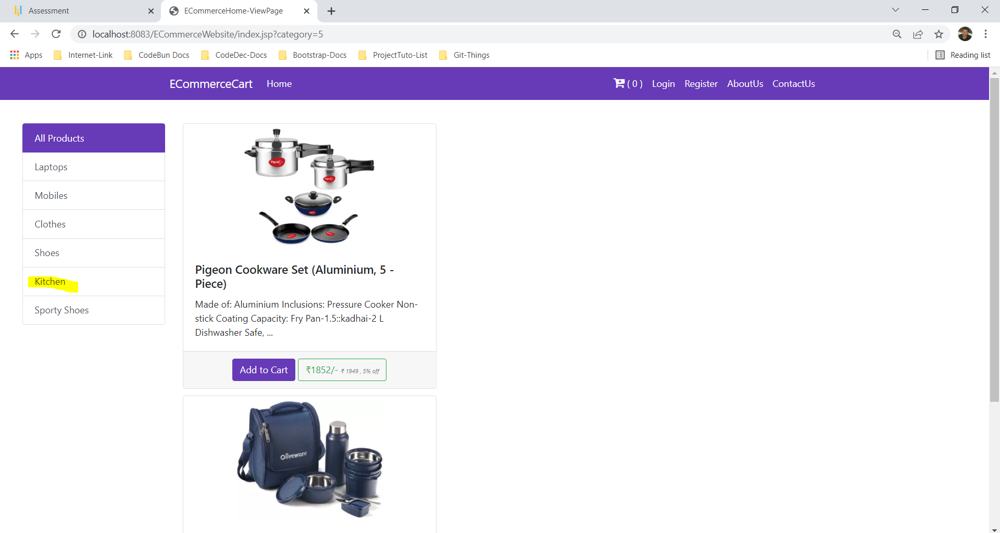 Assessment
ECommerceHome-ViewPage
localhost:8083/ECommerceWebsite/index.jsp?category=5
Apps Internet-Link CodeBun Docs CodeDec-Docs Bootstrap-Docs ProjectTuto-List Git-Things Reading list
ECommerceCart Home ( 0 ) Login Register AboutUs ContactUs
All Products
Laptops
Mobiles
Clothes
Shoes
Kitchen
Sporty Shoes
Pigeon
Pigeon
Pigeon Cookware Set (Aluminium, 5 -
Piece)
Made of: Aluminium Inclusions: Pressure Cooker Non-
stick Coating Capacity: Fry Pan-1.5::kadhai-2 L
Dishwasher Safe, ...
Add to Cart ₹1852/- ₹ 1949 , 5% off
Oliveware